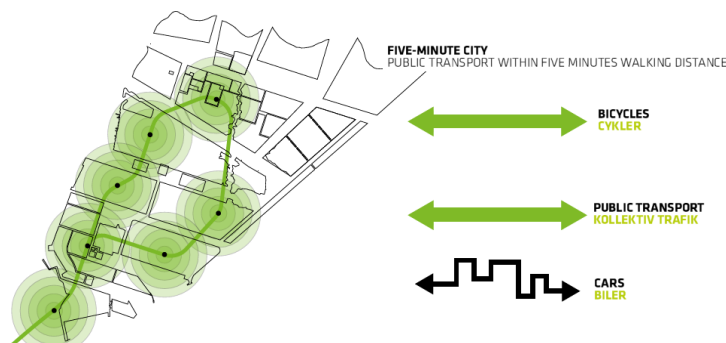 FIVE-MINUTE CITY
PUBLIC TRANSPORT WITHIN FIVE MINUTES WALKING DISTANCE
BICYCLES
CYKLER
PUBLIC TRANSPORT
KOLLEKTIV TRAFIK
CARS
BILER